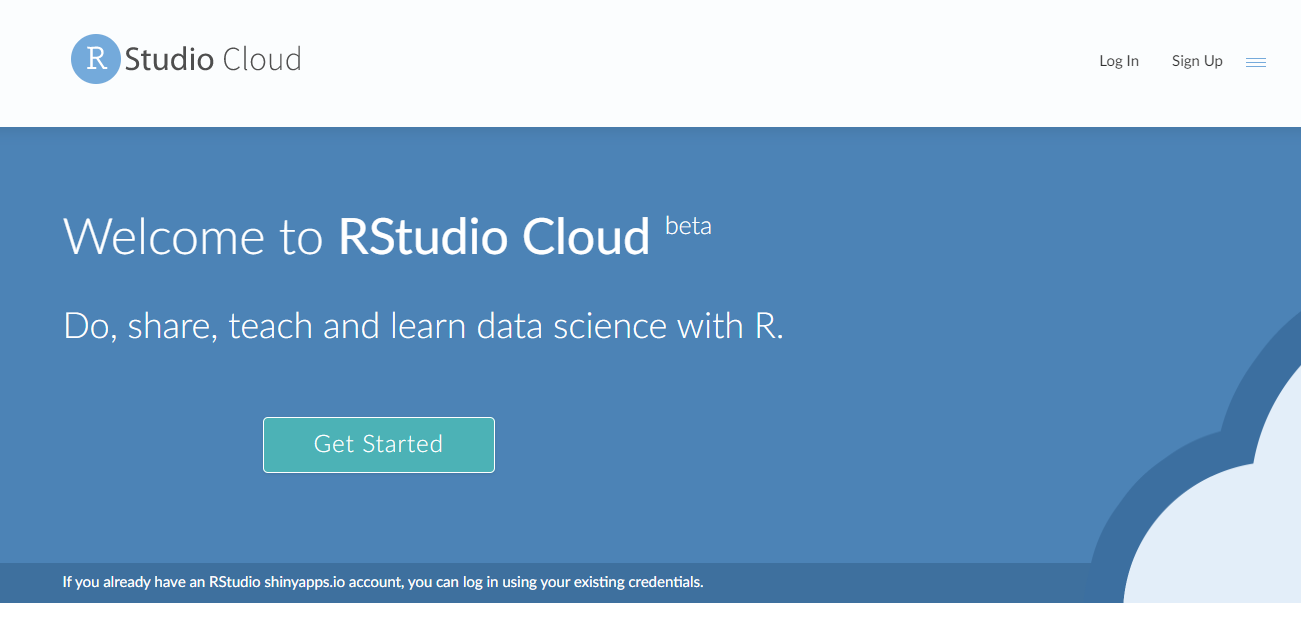 RStudio Cloud
Log In Sign Up
Welcome to RStudio Cloud beta
Do, share, teach and learn data science with R.
Get Started
If you already have an RStudio shinyapps.io account, you can log in using your existing credentials.